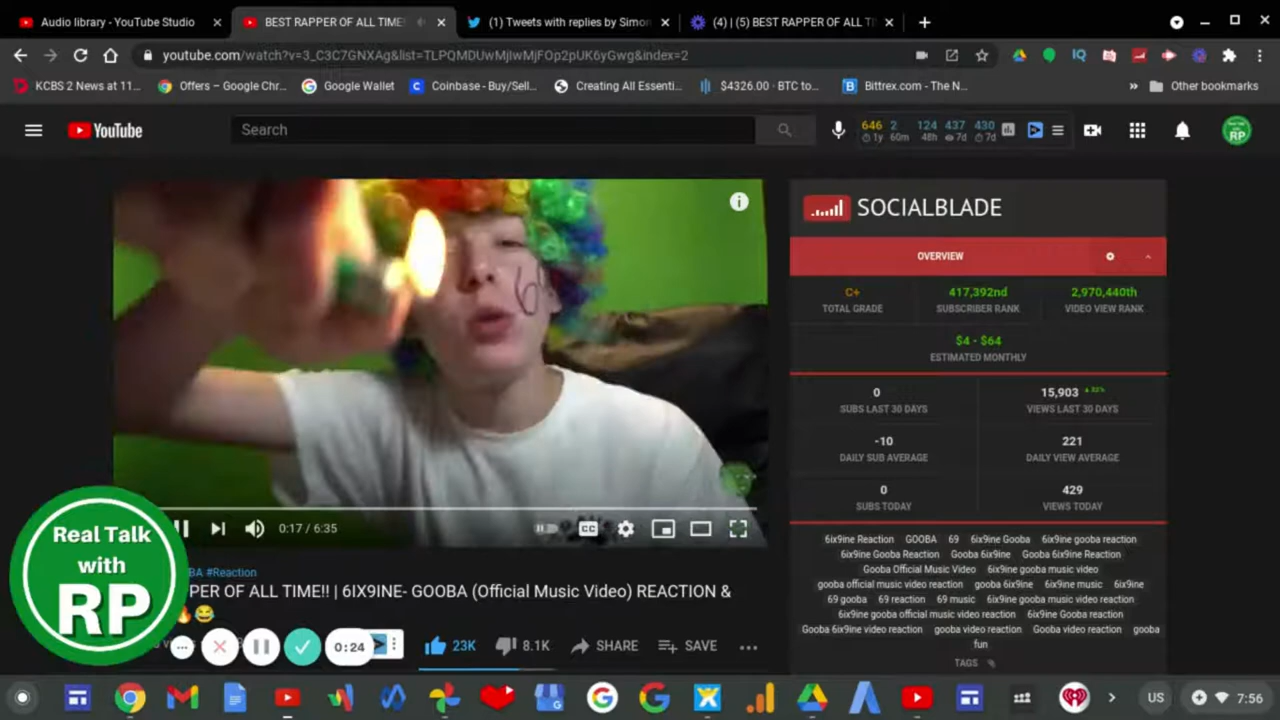 Audio library - YouTube Studio
BEST RAPPER OF ALL TIME!
(1) Tweets with replies by Simon
(4) | (5) BEST RAPPER OF ALL TI
youtube.com/watch?v=3_C3C7GNXAg&list=TLPQMDUwMjIwMjFOp2pUK6yGwg&index=2
KCBS 2 News at 11...
Offers – Google Chr...
Google Wallet
Coinbase - Buy/Sell...
Creating All Essenti...
$4326.00 · BTC to...
Bittrex.com - The N...
»
Other bookmarks
YouTube
Search
646 2 124 437 430
1y 60m 48h 7d 7d
RP
SOCIALBLADE
OVERVIEW
C+ 417,392nd 2,970,440th
TOTAL GRADE SUBSCRIBER RANK VIDEO VIEW RANK
$4 - $64
ESTIMATED MONTHLY
0 15,903
SUBS LAST 30 DAYS VIEWS LAST 30 DAYS
-10 221
DAILY SUB AVERAGE DAILY VIEW AVERAGE
0 429
SUBS TODAY VIEWS TODAY
6ix9ine Reaction GOOBA 69 6ix9ine Gooba 6ix9ine gooba reaction
6ix9ine Gooba Reaction Gooba 6ix9ine Gooba 6ix9ine Reaction
Gooba Official Music Video 6ix9ine gooba music video
gooba official music video reaction gooba 6ix9ine 6ix9ine music 6ix9ine
69 gooba 69 reaction 69 music 6ix9ine gooba music video reaction
6ix9ine gooba official music video reaction 6ix9ine Gooba reaction
Gooba 6ix9ine video reaction gooba video reaction Gooba video reaction gooba
fun
TAGS
0:17 / 6:35
CC
BA #Reaction
PER OF ALL TIME!! | 6IX9INE- GOOBA (Official Music Video) REACTION &
🔥😂
23K 8.1K SHARE SAVE
0:24
Real Talk
with
RP
US
7:56